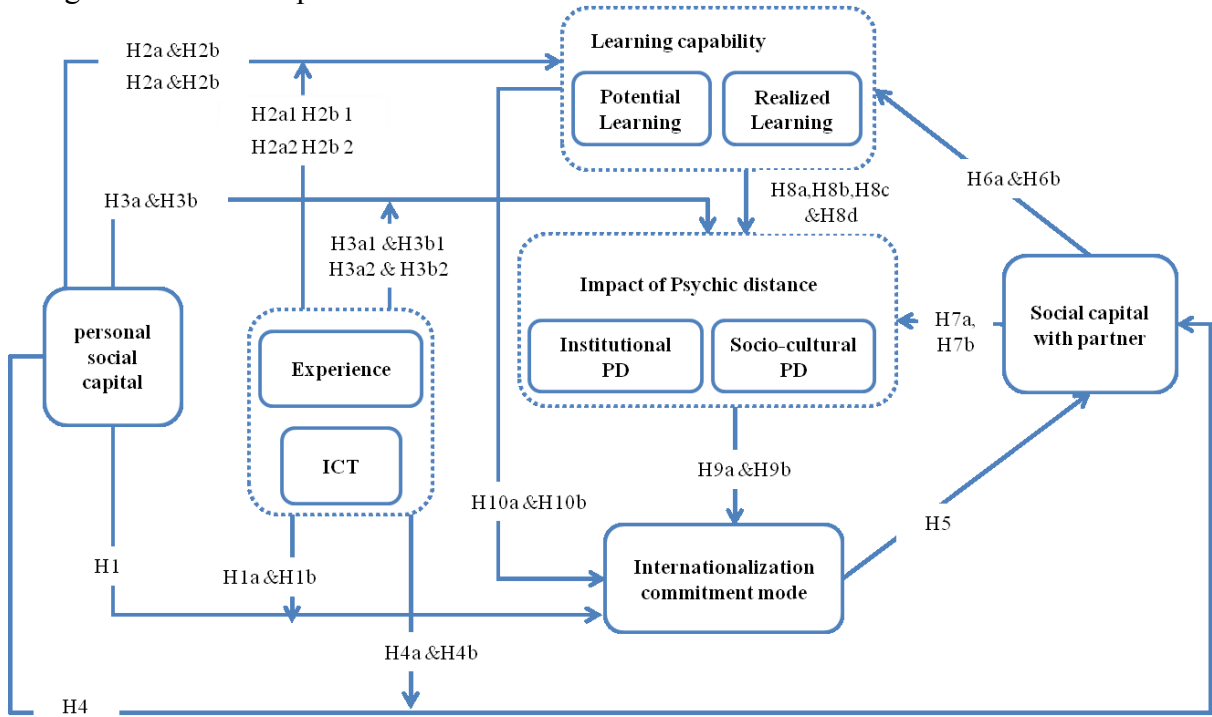 Learning capability
H2a &H2b
H2a &H2b
Potential
Learning
Realized
Learning
H2a1 H2b 1
H2a2 H2b 2
H6a &H6b
H3a &H3b
H8a,H8b,H8c
&H8d
H3a1 &H3b1
H3a2 & H3b2
Impact of Psychic distance
personal
social
capital
Social capital
with partner
H7a,
H7b
Institutional
PD
Socio-cultural
PD
Experience
ICT
H9a &H9b
H10a &H10b
H5
H1
H1a &H1b
Internationalization
commitment mode
H4a &H4b
H4